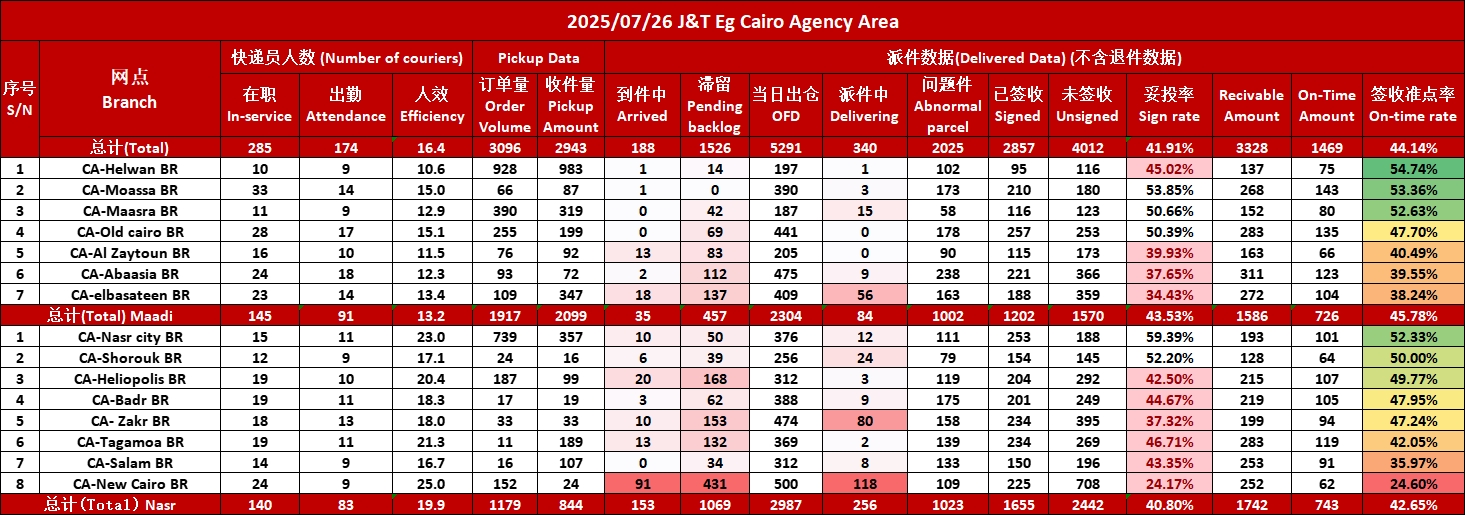 2025/07/26 J&T Eg Cairo Agency Area
序号 S/N 网点 Branch 快递员人数 (Number of couriers) Pickup Data 派件数据(Delivered Data) (不含退件数据)
在职 In-service 出勤 Attendance 人效 Efficiency 订单量 Order Volume 收件量 Pickup Amount 到件中 Arrived 滞留 Pending backlog 当日出仓 OFD 派件中 Delivering 问题件 Abnormal parcel 已签收 Signed 未签收 Unsigned 妥投率 Sign rate Recivable Amount On-Time Amount 签收准点率 On-time rate
总计(Total) 285 174 16.4 3096 2943 188 1526 5291 340 2025 2857 4012 41.91% 3328 1469 44.14%
1 CA-Helwan BR 10 9 10.6 928 983 1 14 197 1 102 95 116 45.02% 137 75 54.74%
2 CA-Moassa BR 33 14 15.0 66 87 1 0 390 3 173 210 180 53.85% 268 143 53.36%
3 CA-Maasra BR 11 9 12.9 390 319 0 42 187 15 58 116 123 50.66% 152 80 52.63%
4 CA-Old cairo BR 28 17 15.1 255 199 0 69 441 0 178 257 253 50.39% 283 135 47.70%
5 CA-Al Zaytoun BR 16 10 11.5 76 92 13 83 205 0 90 115 173 39.93% 163 66 40.49%
6 CA-Abaasia BR 24 18 12.3 93 72 2 112 475 9 238 221 366 37.65% 311 123 39.55%
7 CA-elbasateen BR 23 14 13.4 109 347 18 137 409 56 163 188 359 34.43% 272 104 38.24%
总计(Total) Maadi 145 91 13.2 1917 2099 35 457 2304 84 1002 1202 1570 43.53% 1586 726 45.78%
1 CA-Nasr city BR 15 11 23.0 739 357 10 50 376 12 111 253 188 59.39% 193 101 52.33%
2 CA-Shorouk BR 12 9 17.1 24 16 6 39 256 24 79 154 145 52.20% 128 64 50.00%
3 CA-Heliopolis BR 19 10 20.4 187 99 20 168 312 3 119 204 292 42.50% 215 107 49.77%
4 CA-Badr BR 19 11 18.3 17 19 3 62 388 9 175 201 249 44.67% 219 105 47.95%
5 CA- Zakr BR 18 13 18.0 33 33 10 153 474 80 158 234 395 37.32% 199 94 47.24%
6 CA-Tagamoa BR 19 11 21.3 11 189 13 132 369 2 139 234 269 46.71% 283 119 42.05%
7 CA-Salam BR 14 9 16.7 16 107 0 34 312 8 133 150 196 43.35% 253 91 35.97%
8 CA-New Cairo BR 24 9 25.0 152 24 91 431 500 118 109 225 708 24.17% 252 62 24.60%
总计(Total) Nasr 140 83 19.9 1179 844 153 1069 2987 256 1023 1655 2442 40.80% 1742 743 42.65%